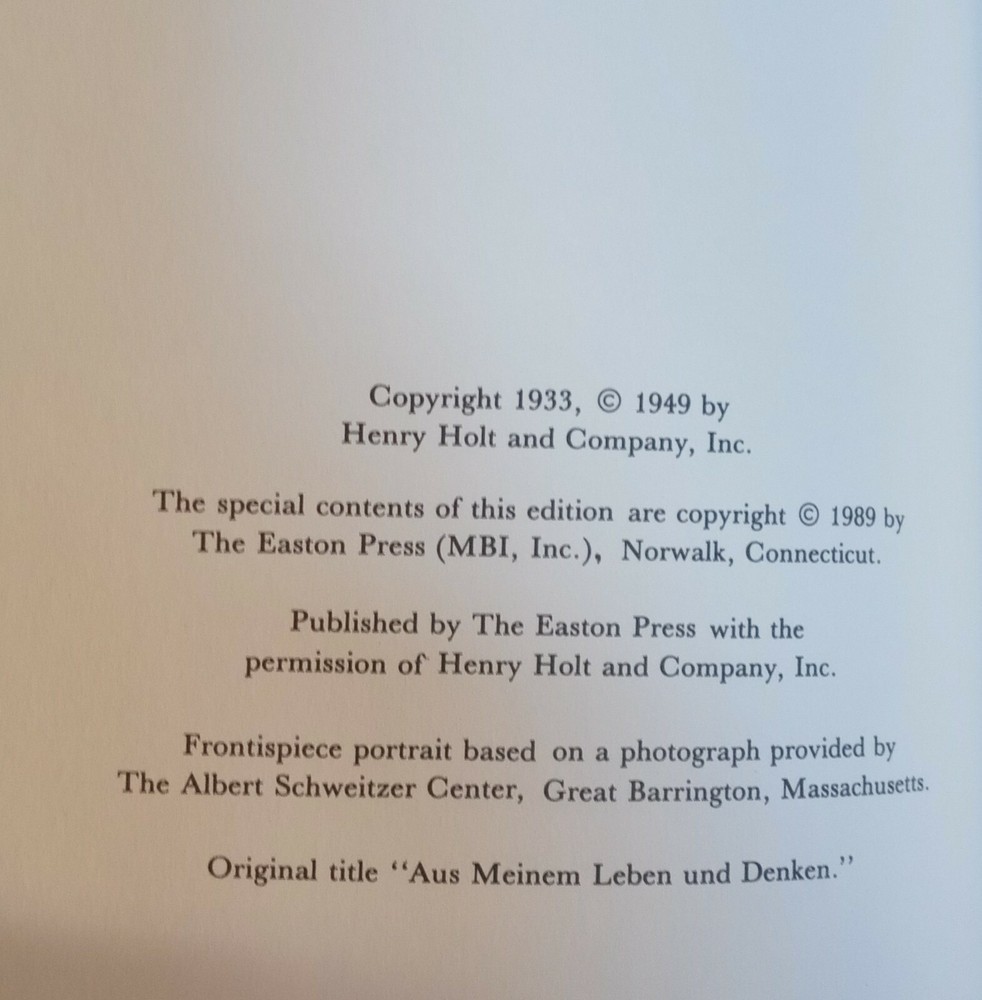 Copyright 1933, © 1949 by
Henry Holt and Company, Inc.
The special contents of this edition are copyright © 1989 by
The Easton Press (MBI, Inc.), Norwalk, Connecticut.
Published by The Easton Press with the
permission of Henry Holt and Company, Inc.
Frontispiece portrait based on a photograph provided by
The Albert Schweitzer Center, Great Barrington, Massachusetts.
Original title ‘‘Aus Meinem Leben und Denken.’’